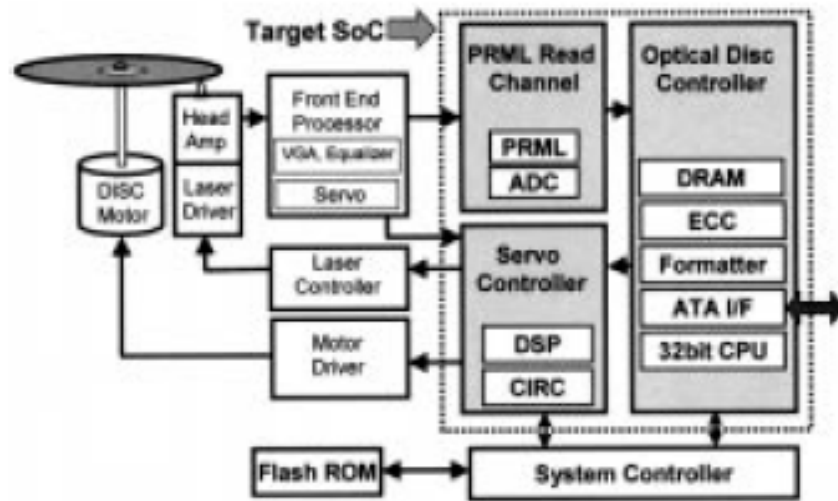 Target SoC
PRML Read
Channel
PRML
ADC
Optical Disc
Controller
DRAM
ECC
Formatter
ATA I/F
32bit CPU
Front End
Processor
VGA, Equalizer
Servo
Head
Amp
Laser
Driver
DISC
Motor
Laser
Controller
Motor
Driver
Servo
Controller
DSP
CIRC
Flash ROM
System Controller